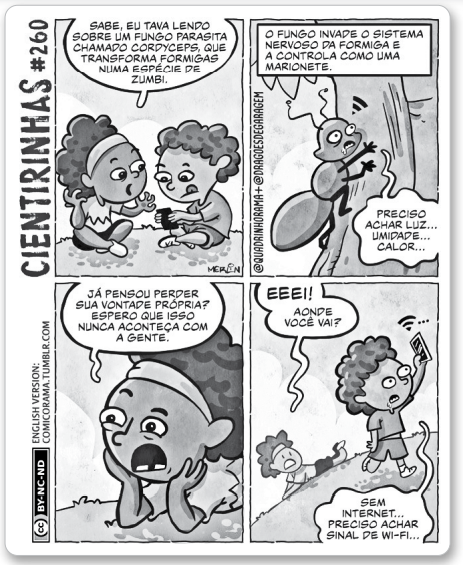 CIENTIRINHAS #260
SABE, EU TAVA LENDO
SOBRE UM FUNGO PARASITA
CHAMADO CORDYCEPS, QUE
TRANSFORMA FORMIGAS
NUMA ESPÉCIE DE
ZUMBI.
MERLIN
@QUADRINHORAMA + @DRAGOESDEGARAGEM
O FUNGO INVADE O SISTEMA
NERVOSO DA FORMIGA E
A CONTROLA COMO UMA
MARIONETE.
PRECISO
ACHAR LUZ...
UMIDADE...
CALOR...
ENGLISH VERSION:
COMICORAMA.TUMBLR.COM
cc BY-NC-ND
JÁ PENSOU PERDER
SUA VONTADE PRÓPRIA?
ESPERO QUE ISSO
NUNCA ACONTEÇA COM
A GENTE.
EEEI!
AONDE
VOCÊ VAI?
SEM
INTERNET...
PRECISO ACHAR
SINAL DE WI-FI...